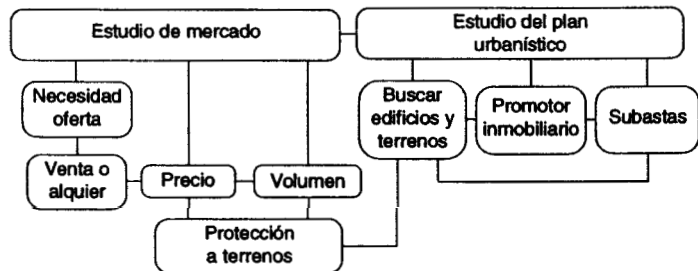 Estudio de mercado
Estudio del plan
urbanístico
Necesidad
oferta
Buscar
edificios y
terrenos
Promotor
inmobiliario
Subastas
Venta o
alquier
Precio
Volumen
Protección
a terrenos